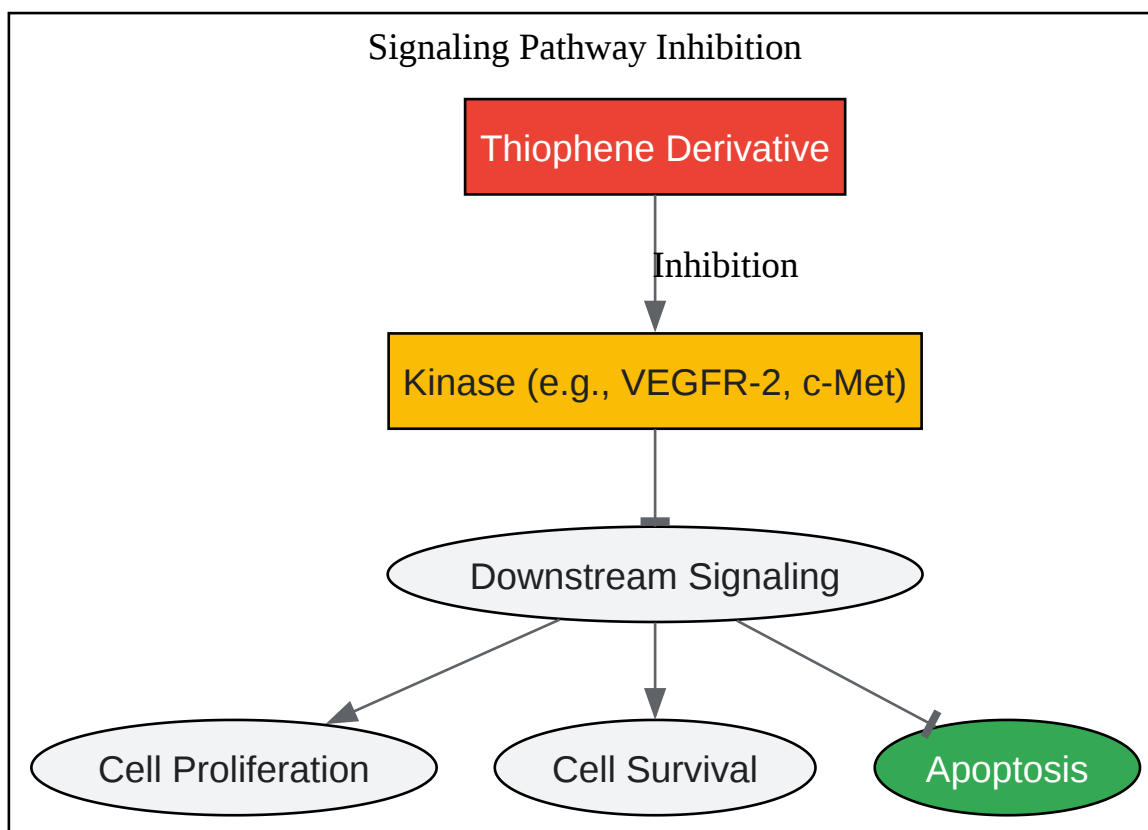 Signaling Pathway Inhibition
Thiophene Derivative
Inhibition
Kinase (e.g., VEGFR-2, c-Met)
Downstream Signaling
Cell Proliferation
Cell Survival
Apoptosis